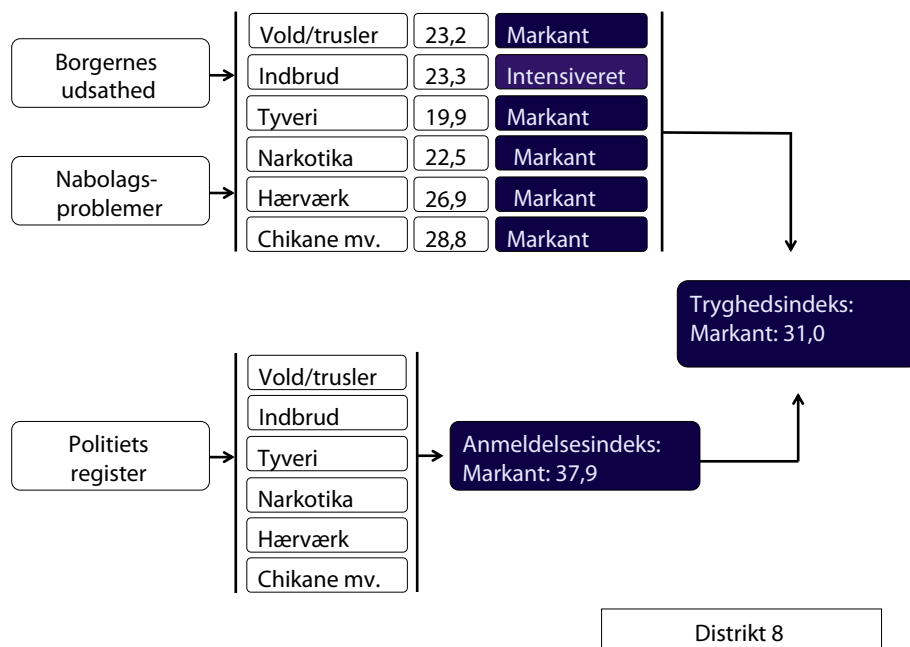 Borgernes
udsathed
Nabolags-
problemer
Vold/trusler 23,2 Markant
Indbrud 23,3 Intensiveret
Tyveri 19,9 Markant
Narkotika 22,5 Markant
Hærværk 26,9 Markant
Chikane mv. 28,8 Markant
Tryghedsindeks:
Markant: 31,0
Politiets
register
Vold/trusler
Indbrud
Tyveri
Narkotika
Hærværk
Chikane mv.
Anmeldelsesindeks:
Markant: 37,9
Distrikt 8